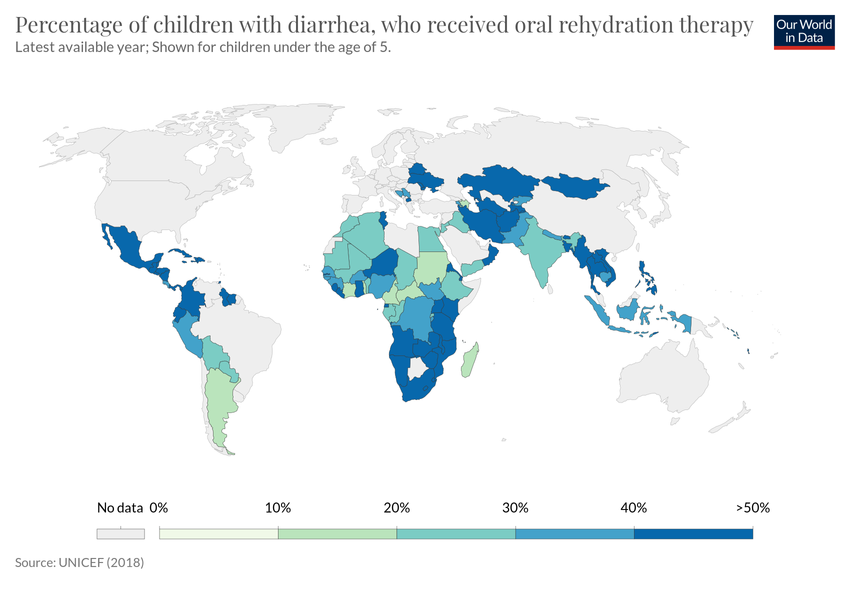 Percentage of children with diarrhea, who received oral rehydration therapy
Latest available year; Shown for children under the age of 5.
Our World
in Data
No data 0% 10% 20% 30% 40% >50%
Source: UNICEF (2018)